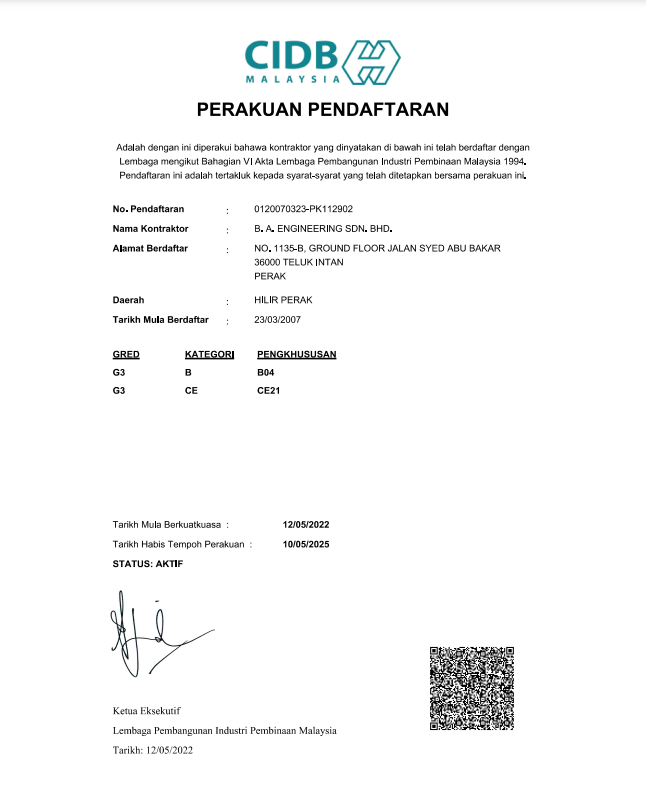 CIDB
MALAYSIA
PERAKUAN PENDAFTARAN
Adalah dengan ini diperakui bahawa kontraktor yang dinyatakan di bawah ini telah berdaftar dengan
Lembaga mengikut Bahagian VI Akta Lembaga Pembangunan Industri Pembinaan Malaysia 1994.
Pendaftaran ini adalah tertakluk kepada syarat-syarat yang telah ditetapkan bersama perakuan ini.
No. Pendaftaran : 0120070323-PK112902
Nama Kontraktor : B. A. ENGINEERING SDN. BHD.
Alamat Berdaftar : NO. 1135-B, GROUND FLOOR JALAN SYED ABU BAKAR
36000 TELUK INTAN
PERAK
Daerah : HILIR PERAK
Tarikh Mula Berdaftar : 23/03/2007
GRED KATEGORI PENGKHUSUSAN
G3 B B04
G3 CE CE21
Tarikh Mula Berkuatkuasa : 12/05/2022
Tarikh Habis Tempoh Perakuan : 10/05/2025
STATUS: AKTIF
Ketua Eksekutif
Lembaga Pembangunan Industri Pembinaan Malaysia
Tarikh: 12/05/2022